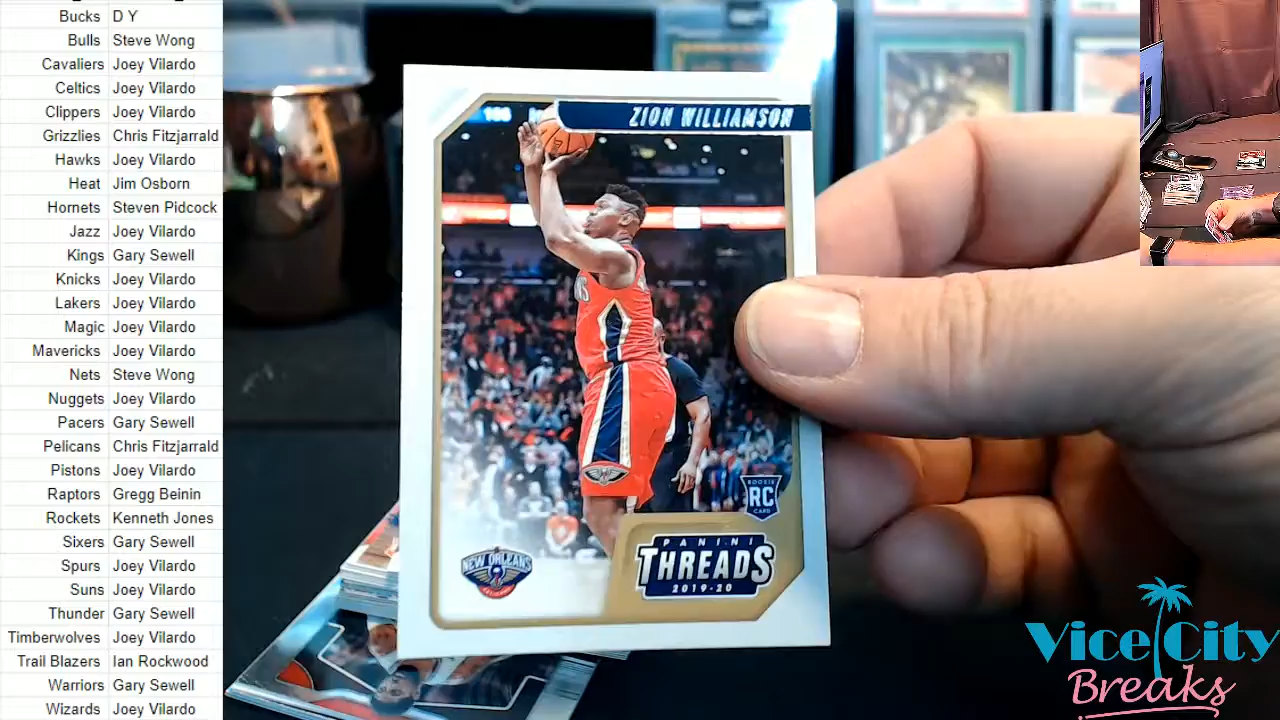 Bucks D Y
Bulls Steve Wong
Cavaliers Joey Vilardo
Celtics Joey Vilardo
Clippers Joey Vilardo
Grizzlies Chris Fitzjarrald
Hawks Joey Vilardo
Heat Jim Osborn
Hornets Steven Pidcock
Jazz Joey Vilardo
Kings Gary Sewell
Knicks Joey Vilardo
Lakers Joey Vilardo
Magic Joey Vilardo
Mavericks Joey Vilardo
Nets Steve Wong
Nuggets Joey Vilardo
Pacers Gary Sewell
Pelicans Chris Fitzjarrald
Pistons Joey Vilardo
Raptors Gregg Beinin
Rockets Kenneth Jones
Sixers Gary Sewell
Spurs Joey Vilardo
Suns Joey Vilardo
Thunder Gary Sewell
Timberwolves Joey Vilardo
Trail Blazers Ian Rockwood
Warriors Gary Sewell
Wizards Joey Vilardo
ZION WILLIAMSON
ROOKIE
RC
CARD
NEW ORLEANS
PANINI
THREADS
2019-20
Vice City
Breaks